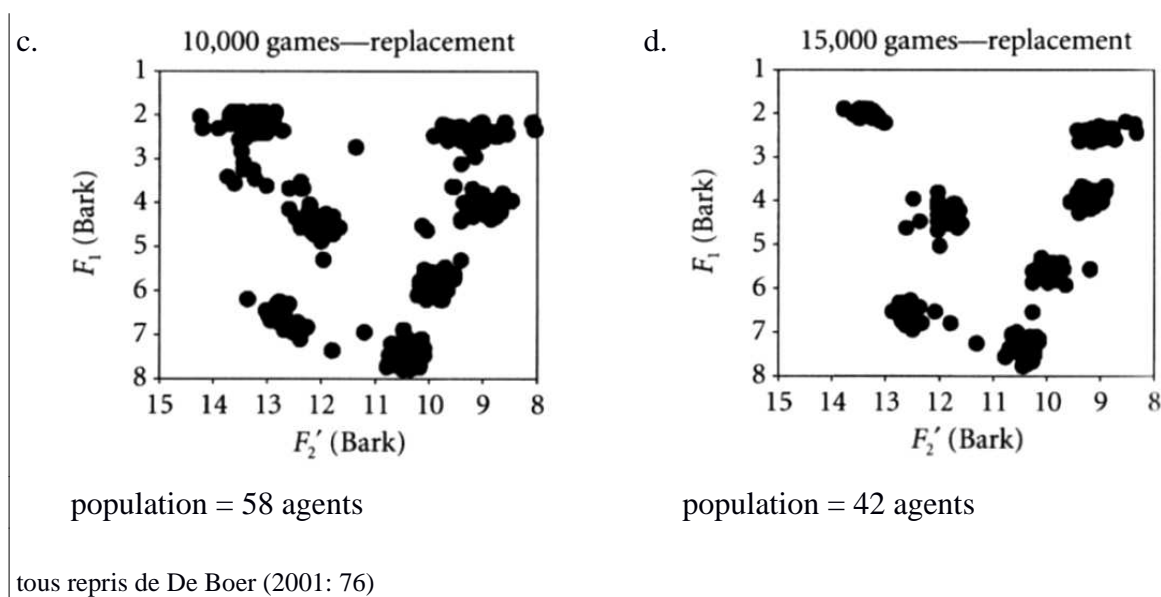 c.
10,000 games—replacement
1
2
3
4
5
6
7
8
F₁ (Bark)
15 14 13 12 11 10 9 8
F₂′ (Bark)
population = 58 agents
d.
15,000 games—replacement
1
2
3
4
5
6
7
8
F₁ (Bark)
15 14 13 12 11 10 9 8
F₂′ (Bark)
population = 42 agents
tous repris de De Boer (2001: 76)